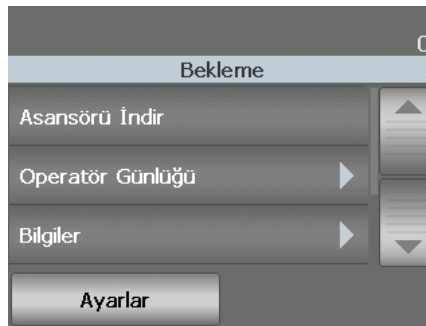 Bekleme
Asansörü İndir
Operatör Günlüğü
Bilgiler
Ayarlar